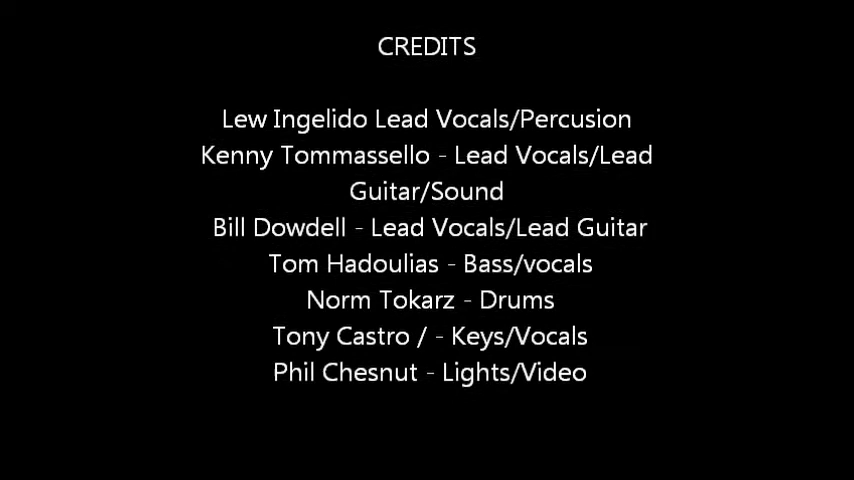 CREDITS
Lew Ingelido Lead Vocals/Percusion
Kenny Tommassello - Lead Vocals/Lead
Guitar/Sound
Bill Dowdell - Lead Vocals/Lead Guitar
Tom Hadoulias - Bass/vocals
Norm Tokarz - Drums
Tony Castro / - Keys/Vocals
Phil Chesnut - Lights/Video